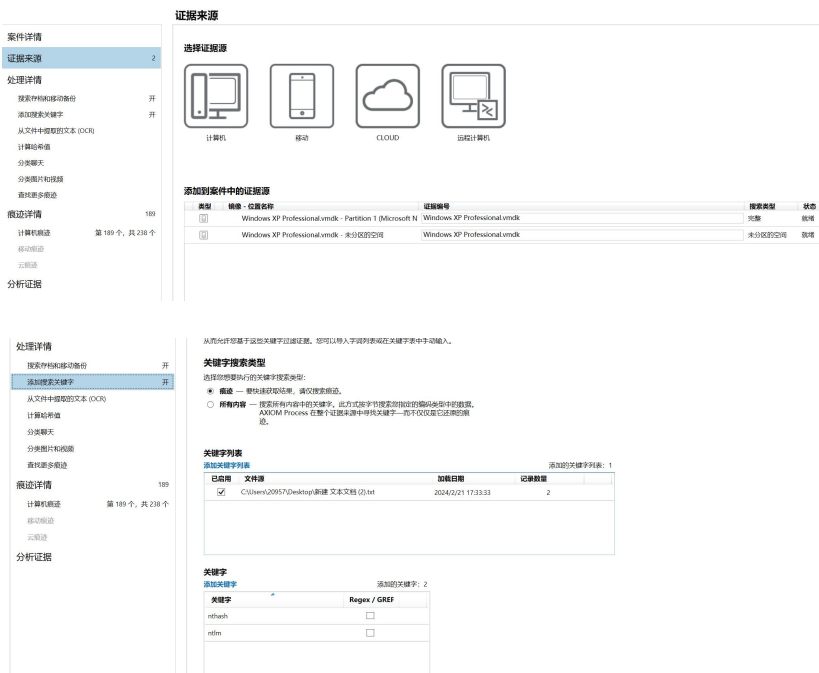 证据来源
案件详情
证据来源 2
处理详情
搜索存档和移动备份 开
添加搜索关键字 开
从文件中提取的文本 (OCR)
计算哈希值
分类聊天
分类图片和视频
查找更多痕迹
痕迹详情 189
计算机痕迹 第 189 个，共 238 个
移动痕迹
云痕迹
分析证据
选择证据源
计算机 移动 CLOUD 远程计算机
添加到案件中的证据源
类型 镜像 - 位置名称 证据编号 搜索类型 状态
Windows XP Professional.vmdk - Partition 1 (Microsoft N Windows XP Professional.vmdk 完整 就绪
Windows XP Professional.vmdk - 未分区的空间 Windows XP Professional.vmdk 未分区的空间 就绪
处理详情
搜索存档和移动备份 开
添加搜索关键字 开
从文件中提取的文本 (OCR)
计算哈希值
分类聊天
分类图片和视频
查找更多痕迹
痕迹详情 189
计算机痕迹 第 189 个，共 238 个
移动痕迹
云痕迹
分析证据
从而允许您基于这些关键字过滤证据。您可以导入字词列表或在关键字表中手动输入。
关键字搜索类型
选择您想要执行的关键字搜索类型:
痕迹 — 要快速获取结果，请仅搜索痕迹。
所有内容 — 搜索所有内容中的关键字。此方式按字节搜索您指定的编码类型中的数据。
AXIOM Process 在整个证据来源中寻找关键字—而不仅仅是它还原的痕
迹。
关键字列表
添加关键字列表 添加的关键字列表: 1
已启用 文件源 加载日期 记录数量
C:\Users\20957\Desktop\新建 文本文档 (2).txt 2024/2/21 17:33:33 2
关键字
添加关键字 添加的关键字: 2
关键字 Regex / GREF
nthash
ntlm